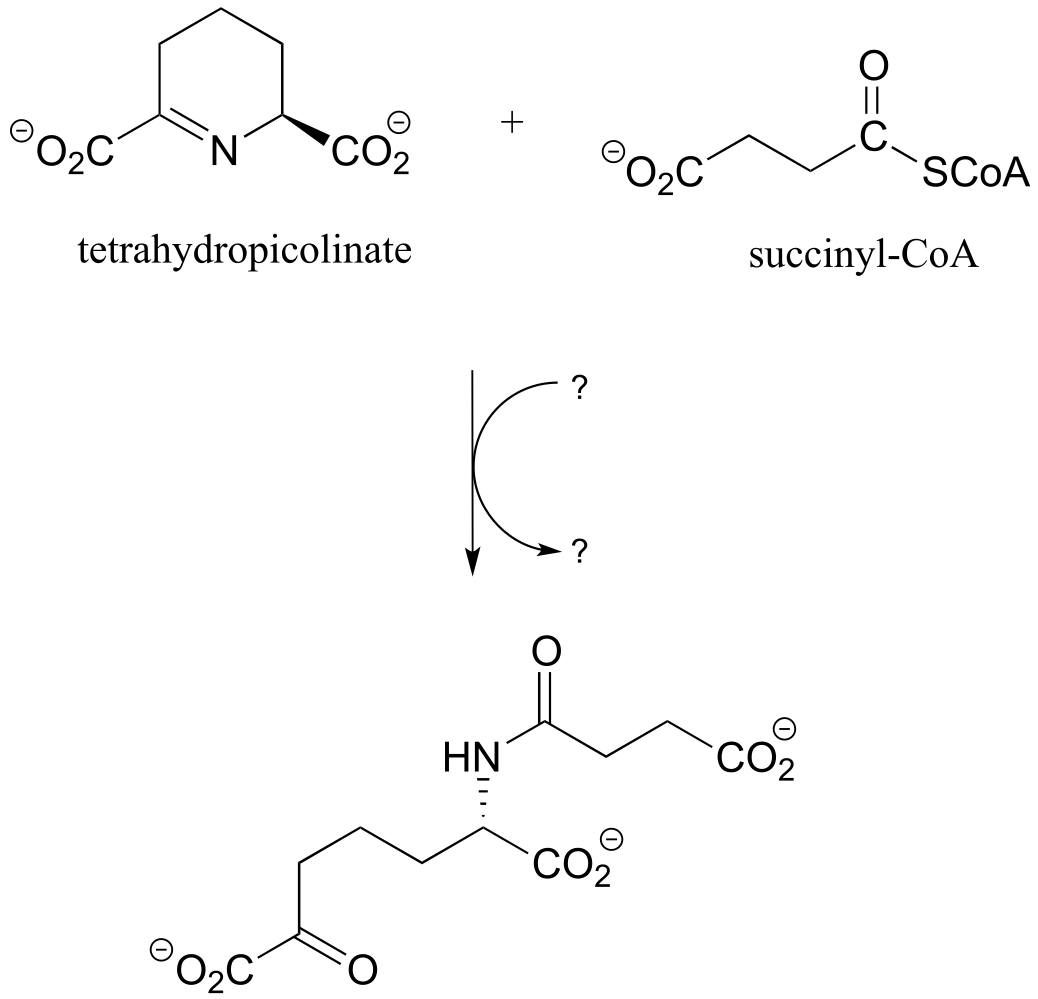 O
⊖O₂C N CO₂⊖ + ⊖O₂C C SCoA
tetrahydropicolinate succinyl-CoA
?
?
O
HN CO₂⊖
CO₂⊖
⊖O₂C O